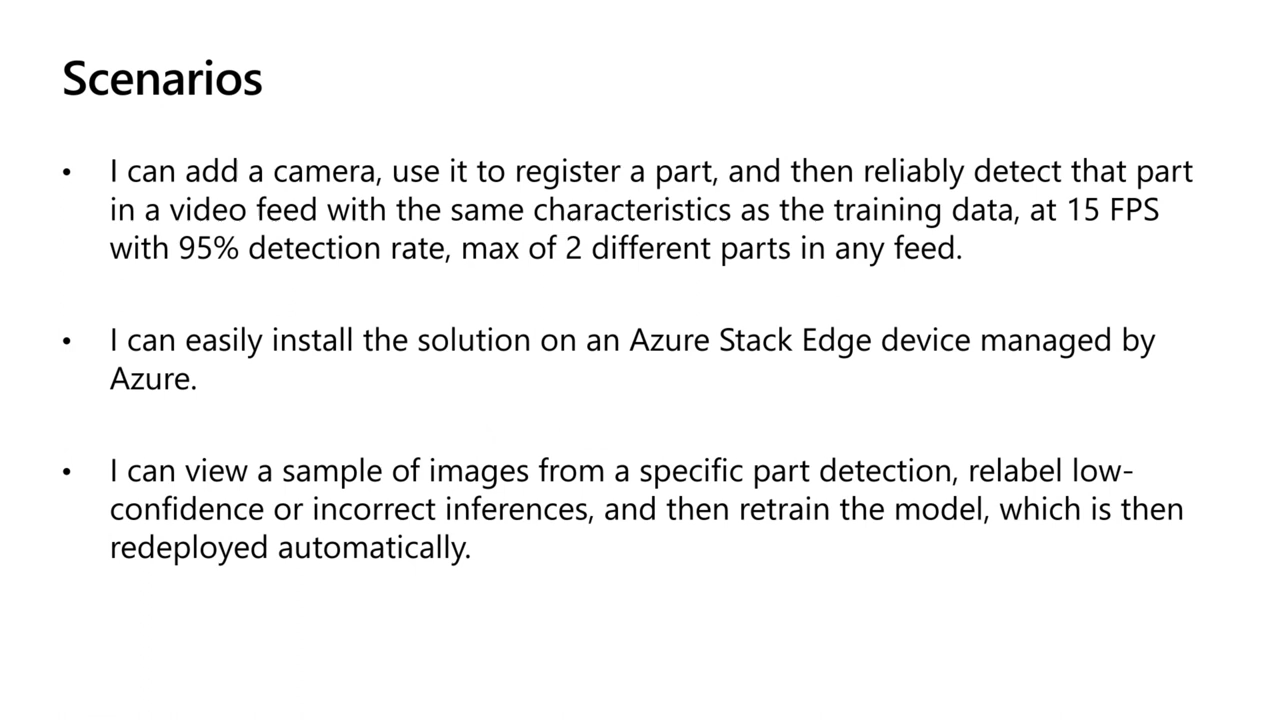 Scenarios
• I can add a camera, use it to register a part, and then reliably detect that part
in a video feed with the same characteristics as the training data, at 15 FPS
with 95% detection rate, max of 2 different parts in any feed.
• I can easily install the solution on an Azure Stack Edge device managed by
Azure.
• I can view a sample of images from a specific part detection, relabel low-
confidence or incorrect inferences, and then retrain the model, which is then
redeployed automatically.